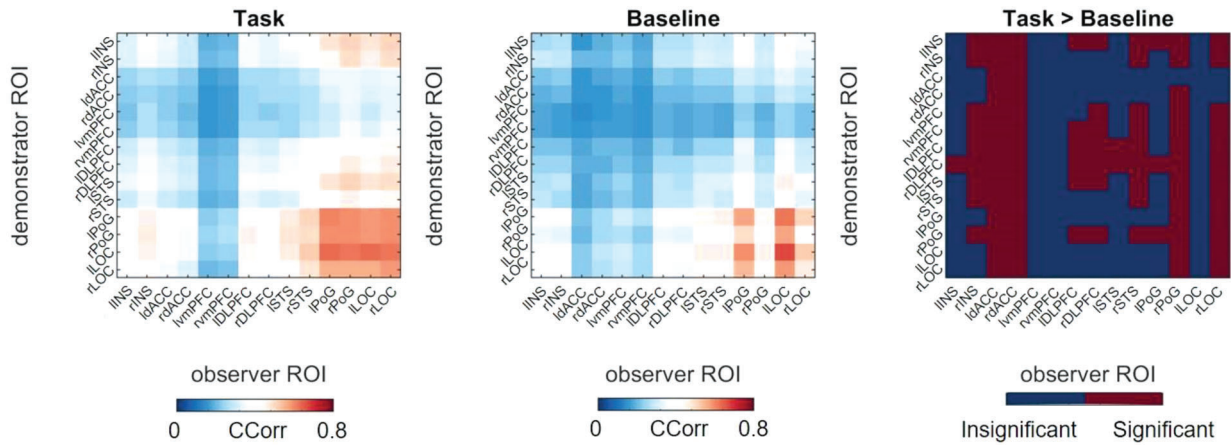 Task
demonstrator ROI
lINS
rINS
ldACC
rdACC
lvmPFC
rvmPFC
lDLPFC
rDLPFC
lSTS
rSTS
lPoG
rPoG
lLOC
rLOC
lINS rINS ldACC rdACC lvmPFC rvmPFC lDLPFC rDLPFC lSTS rSTS lPoG rPoG lLOC rLOC
observer ROI
0 CCorr 0.8
Baseline
demonstrator ROI
lINS
rINS
ldACC
rdACC
lvmPFC
rvmPFC
lDLPFC
rDLPFC
lSTS
rSTS
lPoG
rPoG
lLOC
rLOC
lINS rINS ldACC rdACC lvmPFC rvmPFC lDLPFC rDLPFC lSTS rSTS lPoG rPoG lLOC rLOC
observer ROI
0 CCorr 0.8
Task > Baseline
demonstrator ROI
lINS
rINS
ldACC
rdACC
lvmPFC
rvmPFC
lDLPFC
rDLPFC
lSTS
rSTS
lPoG
rPoG
lLOC
rLOC
lINS rINS ldACC rdACC lvmPFC rvmPFC lDLPFC rDLPFC lSTS rSTS lPoG rPoG lLOC rLOC
observer ROI
Insignificant Significant